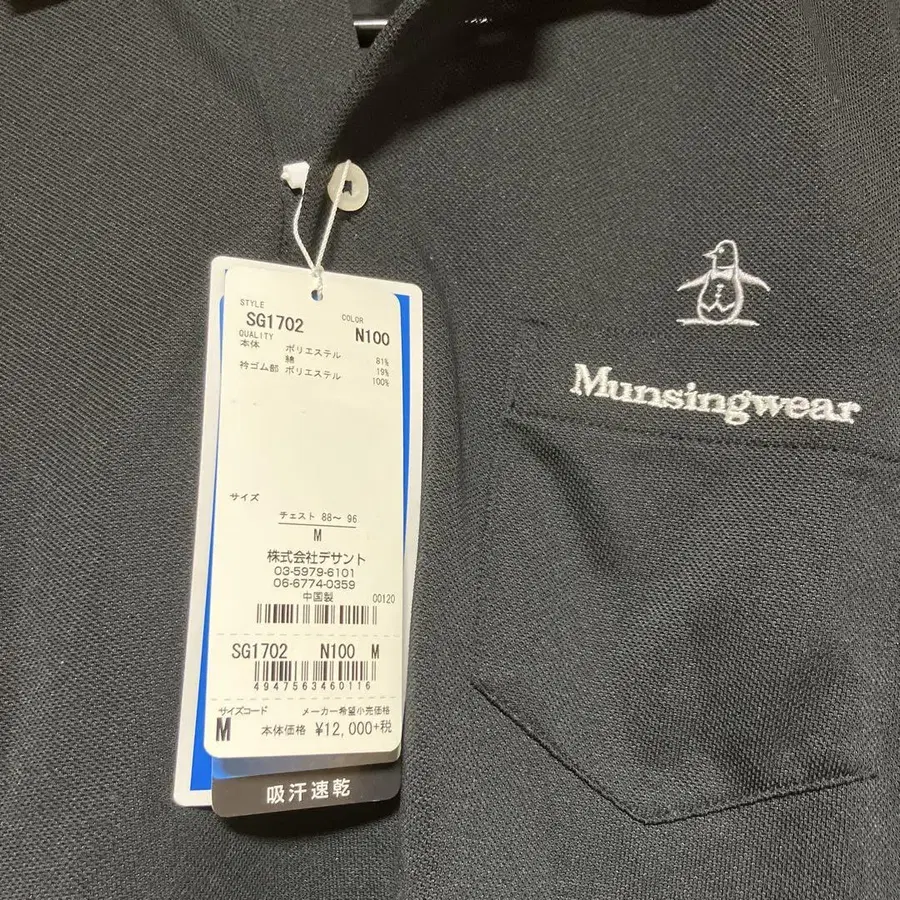 STYLE COLOR
SG1702 N100
QUALITY
本体 ポリエステル 81%
綿 19%
衿ゴム部 ポリエステル 100%
サイズ
チェスト 88～ 96
M
株式会社デサント
03-5979-6101
06-6774-0359
中国製 00120
SG1702 N100 M
4947563460116
サイズコード メーカー希望小売価格
M 本体価格 ¥12,000+税
吸汗速乾
Munsingwear